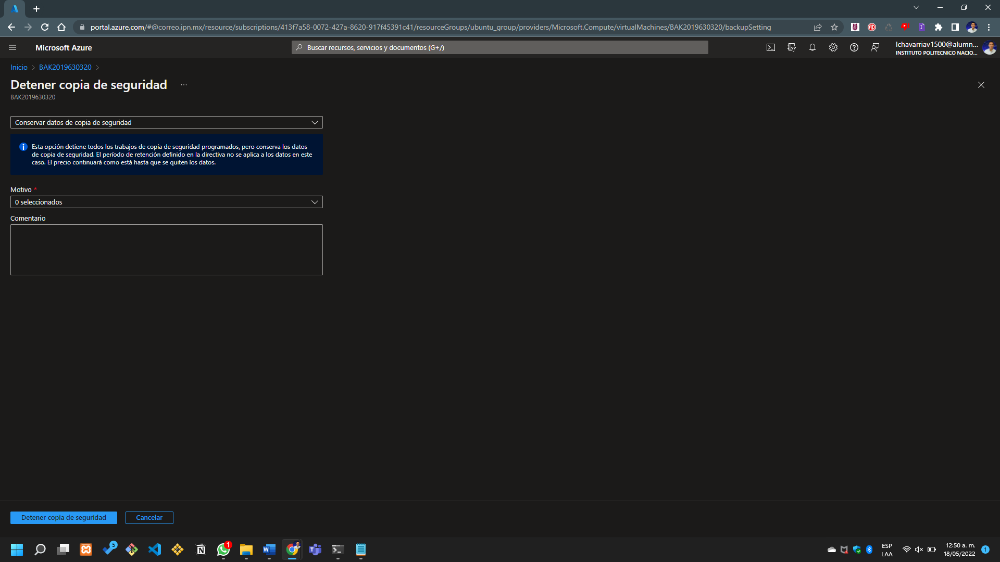 portal.azure.com/#@correo.ipn.mx/resource/subscriptions/413f7a58-0072-427a-8620-917f45391c41/resourceGroups/ubuntu_group/providers/Microsoft.Compute/virtualMachines/BAK2019630320/backupSetting
Microsoft Azure
Buscar recursos, servicios y documentos (G+/)
lchavarriav1500@alumn...
INSTITUTO POLITECNICO NACIO...
Inicio > BAK2019630320 >
Detener copia de seguridad ...
BAK2019630320
Conservar datos de copia de seguridad
Esta opción detiene todos los trabajos de copia de seguridad programados, pero conserva los datos
de copia de seguridad. El período de retención definido en la directiva no se aplica a los datos en este
caso. El precio continuará como está hasta que se quiten los datos.
Motivo *
0 seleccionados
Comentario
Detener copia de seguridad
Cancelar
5
1
ESP
LAA
12:50 a. m.
18/05/2022
1